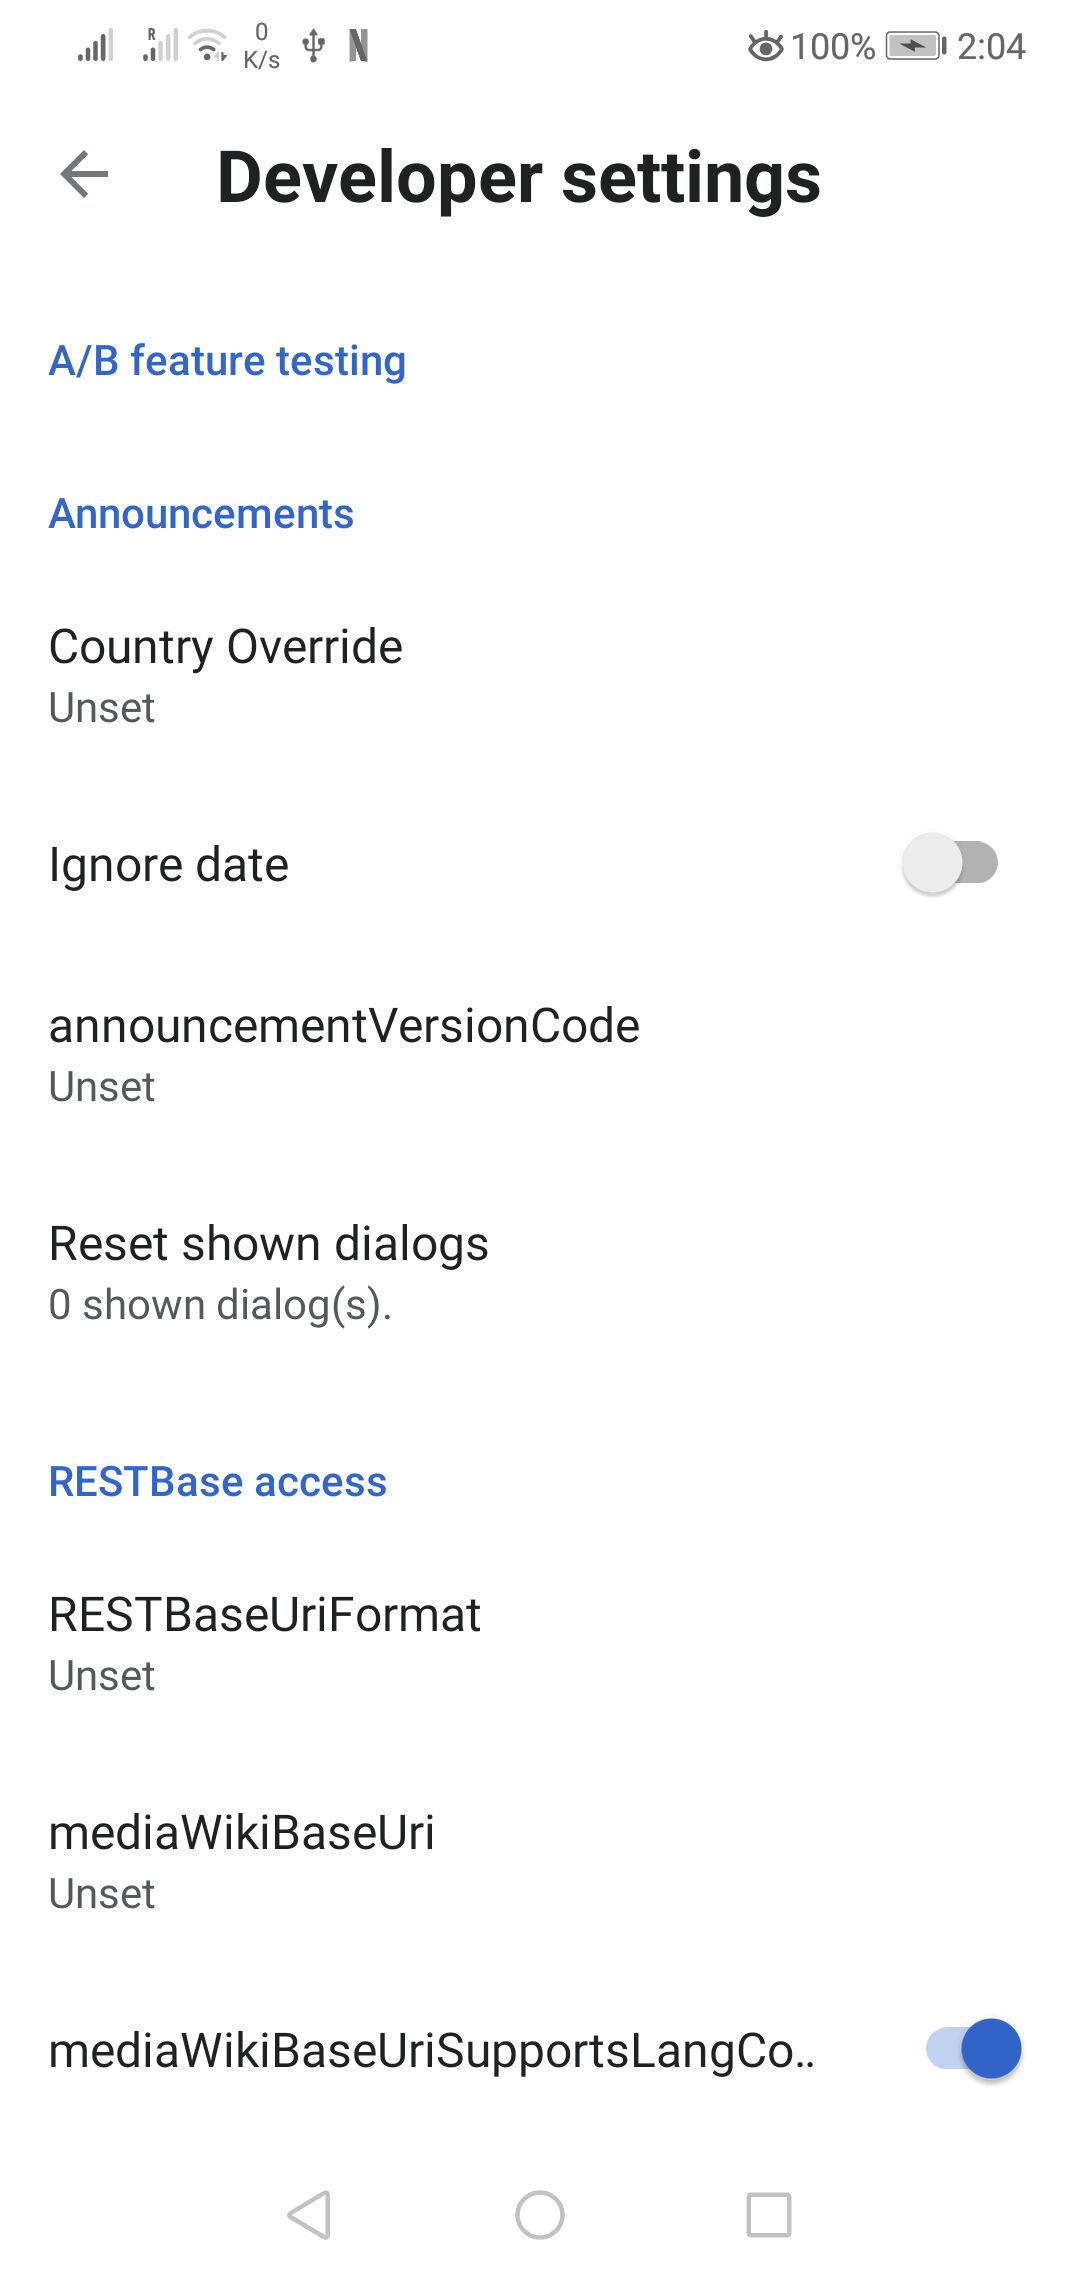 R 0 K/s 100% 2:04
Developer settings
A/B feature testing
Announcements
Country Override
Unset
Ignore date
announcementVersionCode
Unset
Reset shown dialogs
0 shown dialog(s).
RESTBase access
RESTBaseUriFormat
Unset
mediaWikiBaseUri
Unset
mediaWikiBaseUriSupportsLangCo..